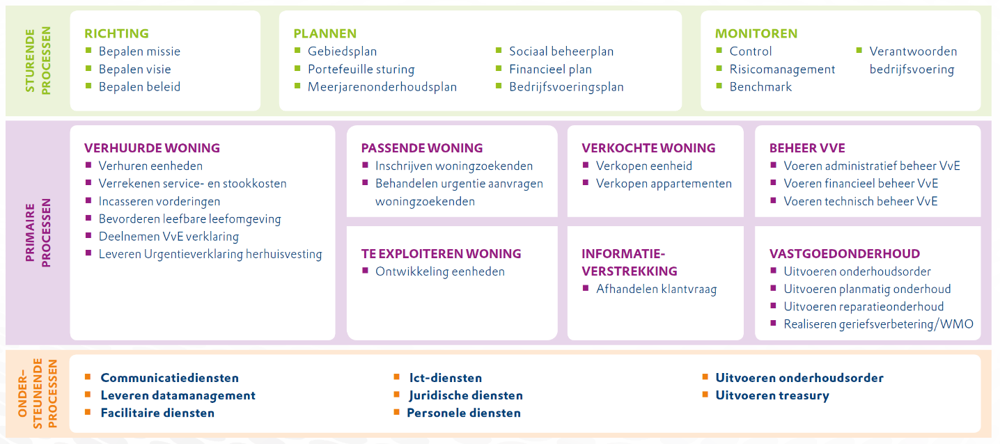 STURENDE
PROCESSEN
RICHTING
Bepalen missie
Bepalen visie
Bepalen beleid
PLANNEN
Gebiedsplan
Portefeuille sturing
Meerjarenonderhoudsplan
Sociaal beheerplan
Financieel plan
Bedrijfsvoeringsplan
MONITOREN
Control
Risicomanagement
Benchmark
Verantwoorden
bedrijfsvoering
PRIMAIRE
PROCESSEN
VERHUURDE WONING
Verhuren eenheden
Verrekenen service- en stookkosten
Incasseren vorderingen
Bevorderen leefbare leefomgeving
Deelnemen VvE verklaring
Leveren Urgentieverklaring herhuisvesting
PASSENDE WONING
Inschrijven woningzoekenden
Behandelen urgentie aanvragen
woningzoekenden
VERKOCHTE WONING
Verkopen eenheid
Verkopen appartementen
BEHEER VVE
Voeren administratief beheer VvE
Voeren financieel beheer VvE
Voeren technisch beheer VvE
TE EXPLOITEREN WONING
Ontwikkeling eenheden
INFORMATIE-
VERSTREKKING
Afhandelen klantvraag
VASTGOEDONDERHOUD
Uitvoeren onderhoudsorder
Uitvoeren planmatig onderhoud
Uitvoeren reparatieonderhoud
Realiseren geriefsverbetering/WMO
ONDER–
STEUNENDE
PROCESSEN
Communicatiediensten
Leveren datamanagement
Facilitaire diensten
Ict-diensten
Juridische diensten
Personele diensten
Uitvoeren onderhoudsorder
Uitvoeren treasury